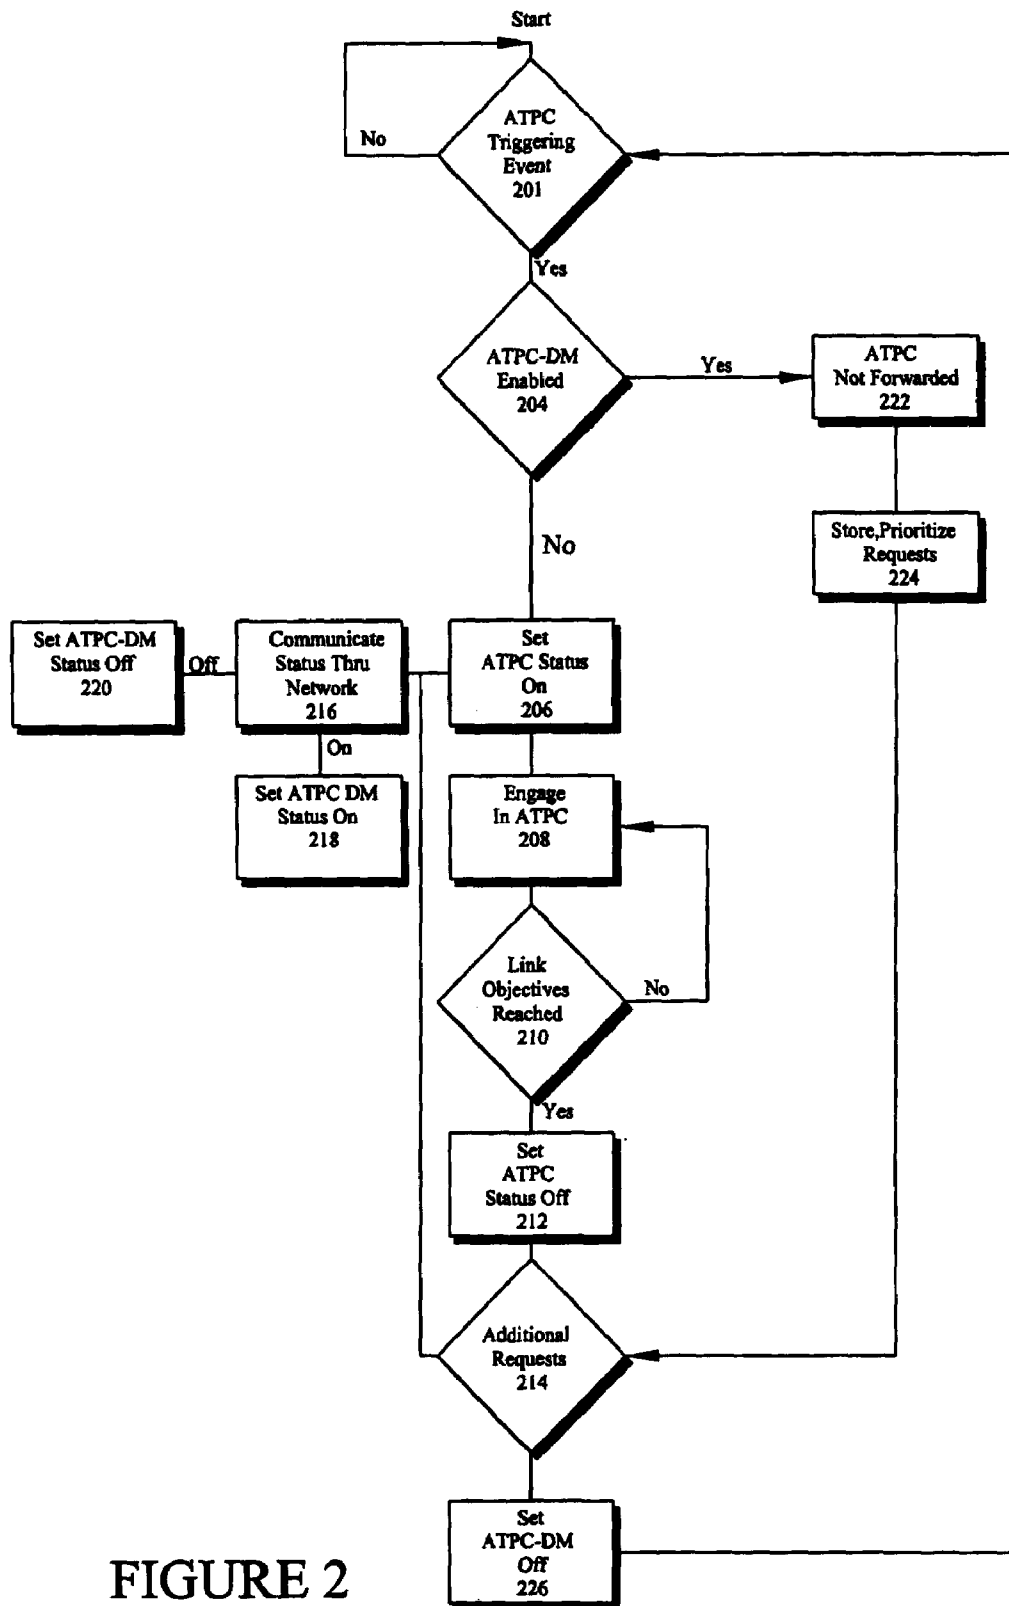 Start
ATPC
Triggering
Event
201
No
Yes
ATPC-DM
Enabled
204
Yes
ATPC
Not Forwarded
222
No
Store,Prioritize
Requests
224
Set ATPC-DM
Status Off
220
Off
Communicate
Status Thru
Network
216
Set
ATPC Status
On
206
On
Set ATPC DM
Status On
218
Engage
In ATPC
208
Link
Objectives
Reached
210
No
Yes
Set
ATPC
Status Off
212
Additional
Requests
214
Set
ATPC-DM
Off
226
FIGURE 2